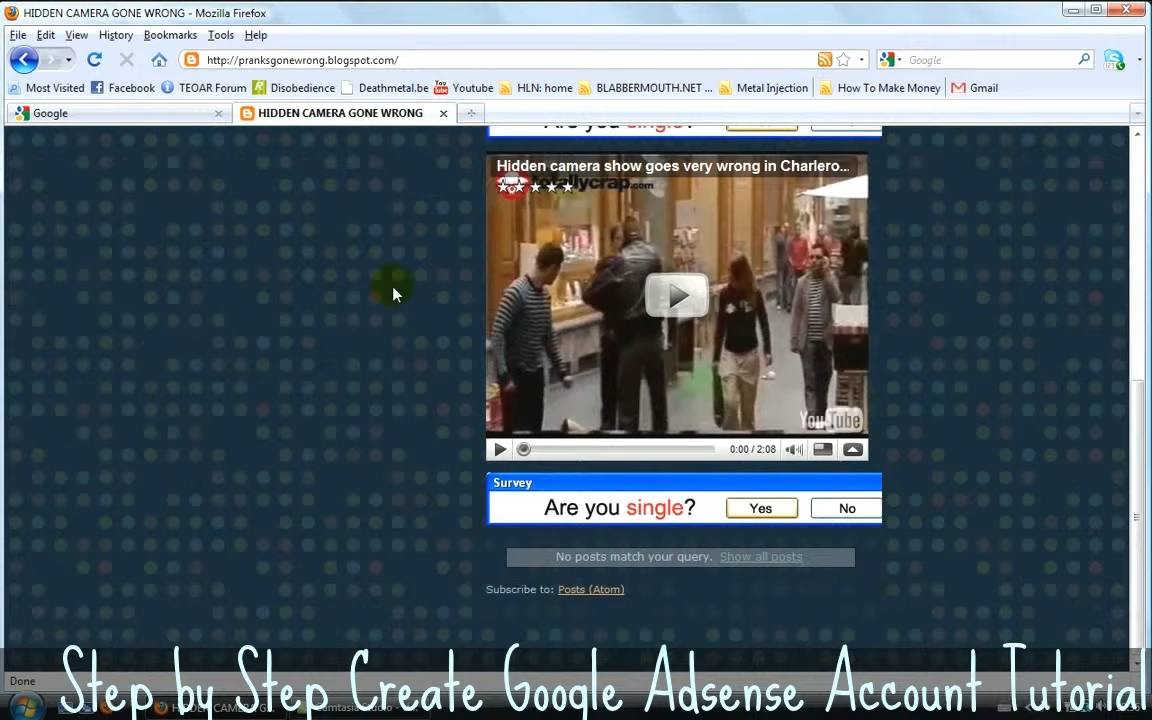 HIDDEN CAMERA GONE WRONG - Mozilla Firefox
File Edit View History Bookmarks Tools Help
http://pranksgonewrong.blogspot.com/
Google
Most Visited Facebook TEOAR Forum Disobedience Deathmetal.be Youtube HLN: home BLABBERMOUTH.NET ... Metal Injection How To Make Money Gmail
Google HIDDEN CAMERA GONE WRONG
Are you single?
Hidden camera show goes very wrong in Charlero...
totallycrap.com
YouTube
0:00 / 2:08
Survey
Are you single? Yes No
No posts match your query. Show all posts
Subscribe to: Posts (Atom)
Done
Step by Step Create Google Adsense Account Tutorial